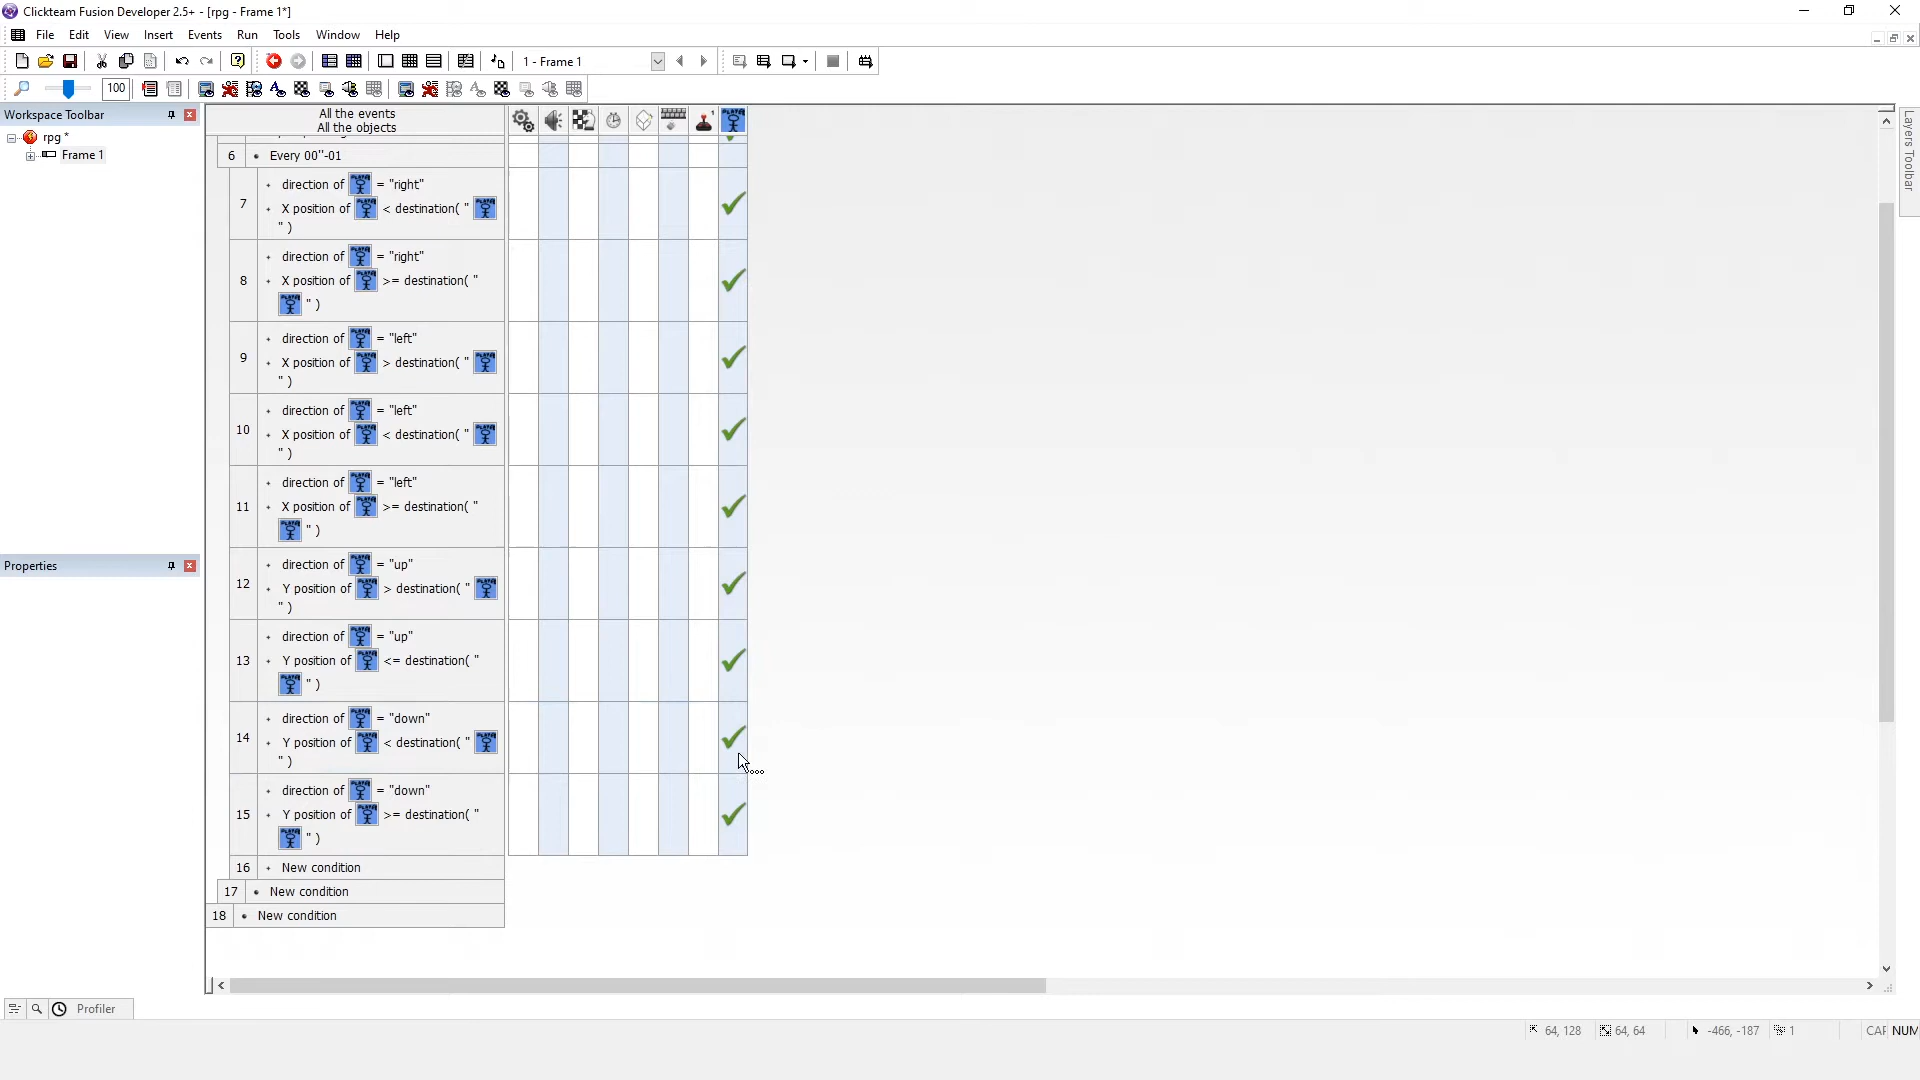 Clickteam Fusion Developer 2.5+ - [rpg - Frame 1*]
File Edit View Insert Events Run Tools Window Help
1 - Frame 1
100
Workspace Toolbar
rpg *
Frame 1
Properties
All the events
All the objects
6 • Every 00''-01
7 direction of = "right"
X position of < destination( "
" )
8 direction of = "right"
X position of >= destination( "
" )
9 direction of = "left"
X position of > destination( "
" )
10 direction of = "left"
X position of < destination( "
" )
11 direction of = "left"
X position of >= destination( "
" )
12 direction of = "up"
Y position of > destination( "
" )
13 direction of = "up"
Y position of <= destination( "
" )
14 direction of = "down"
Y position of < destination( "
" )
15 direction of = "down"
Y position of >= destination( "
" )
16 New condition
17 • New condition
18 • New condition
Layers Toolbar
Profiler
64, 128 64, 64 -466, -187 1 CAP NUM